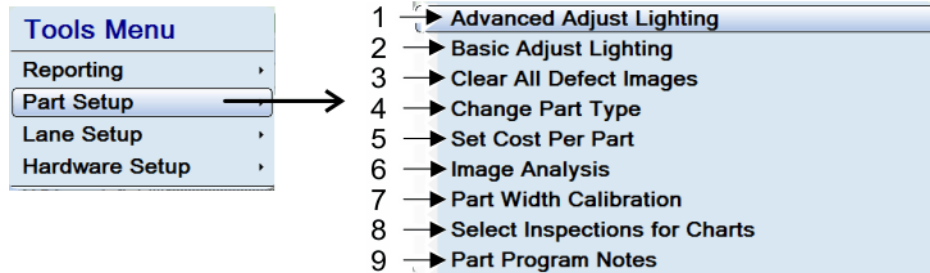 Tools Menu
Reporting
Part Setup
Lane Setup
Hardware Setup
1 Advanced Adjust Lighting
2 Basic Adjust Lighting
3 Clear All Defect Images
4 Change Part Type
5 Set Cost Per Part
6 Image Analysis
7 Part Width Calibration
8 Select Inspections for Charts
9 Part Program Notes